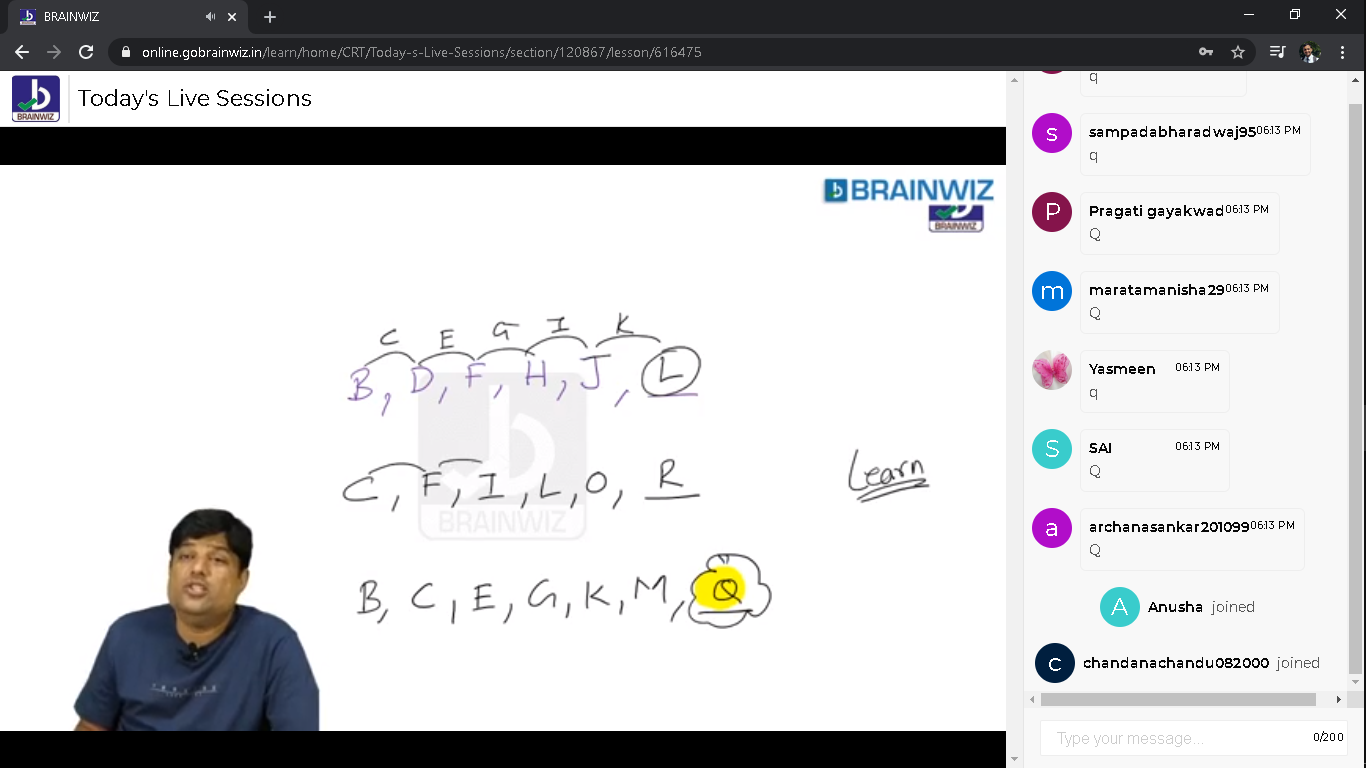 BRAINWIZ
online.gobrainwiz.in/learn/home/CRT/Today-s-Live-Sessions/section/120867/lesson/616475
BRAINWIZ
Today's Live Sessions
BRAINWIZ
BRAINWIZ
C E G I K
B, D, F, H, J, L
C, F, I, L, O, R
Learn
BRAINWIZ
B, C, E, G, K, M, Q
q
s
sampadabharadwaj95 06:13 PM
q
P
Pragati gayakwad 06:13 PM
Q
m
maratamanisha29 06:13 PM
Q
Yasmeen 06:13 PM
q
S
SAI 06:13 PM
Q
a
archanasankar201099 06:13 PM
Q
A Anusha joined
c chandanachandu082000 joined
Type your message... 0/200